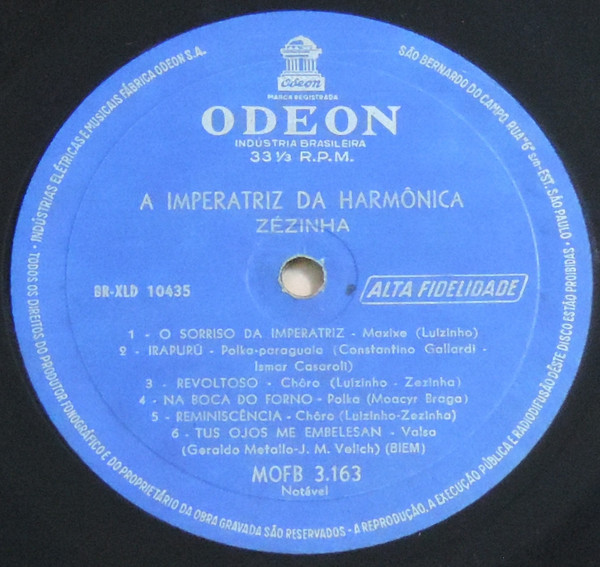 Odeon
MARCA REGISTRADA
ODEON
INDÚSTRIA BRASILEIRA
33 1/3 R.P.M.
A IMPERATRIZ DA HARMÔNICA
ZÉZINHA
BR-XLD 10435
ALTA FIDELIDADE
1 - O SORRISO DA IMPERATRIZ - Maxixe (Luizinho)
2 - IRAPURÚ - Polka-paraguaia (Constantino Gallardi -
Ismar Casaroli)
3 - REVOLTOSO - Chôro (Luizinho - Zezinha)
4 - NA BOCA DO FORNO - Polka (Moacyr Braga)
5 - REMINISCÊNCIA - Chôro (Luizinho-Zezinha)
6 - TUS OJOS ME EMBELESAN - Valsa
(Geraldo Metallo-J. M. Velich) (BIEM)
MOFB 3.163
Notável
TODOS OS DIREITOS DO PRODUTOR FONOGRÁFICO E DO PROPRIETÁRIO DA OBRA GRAVADA SÃO RESERVADOS - A REPRODUÇÃO, A EXECUÇÃO PÚBLICA E RADIODIFUSÃO DÊSTE DISCO ESTÃO PROIBIDAS -
INDÚSTRIAS ELÉTRICAS E MUSICAIS FÁBRICA ODEON S.A.
SÃO BERNARDO DO CAMPO, RUA "6" s/n-EST. SÃO PAULO